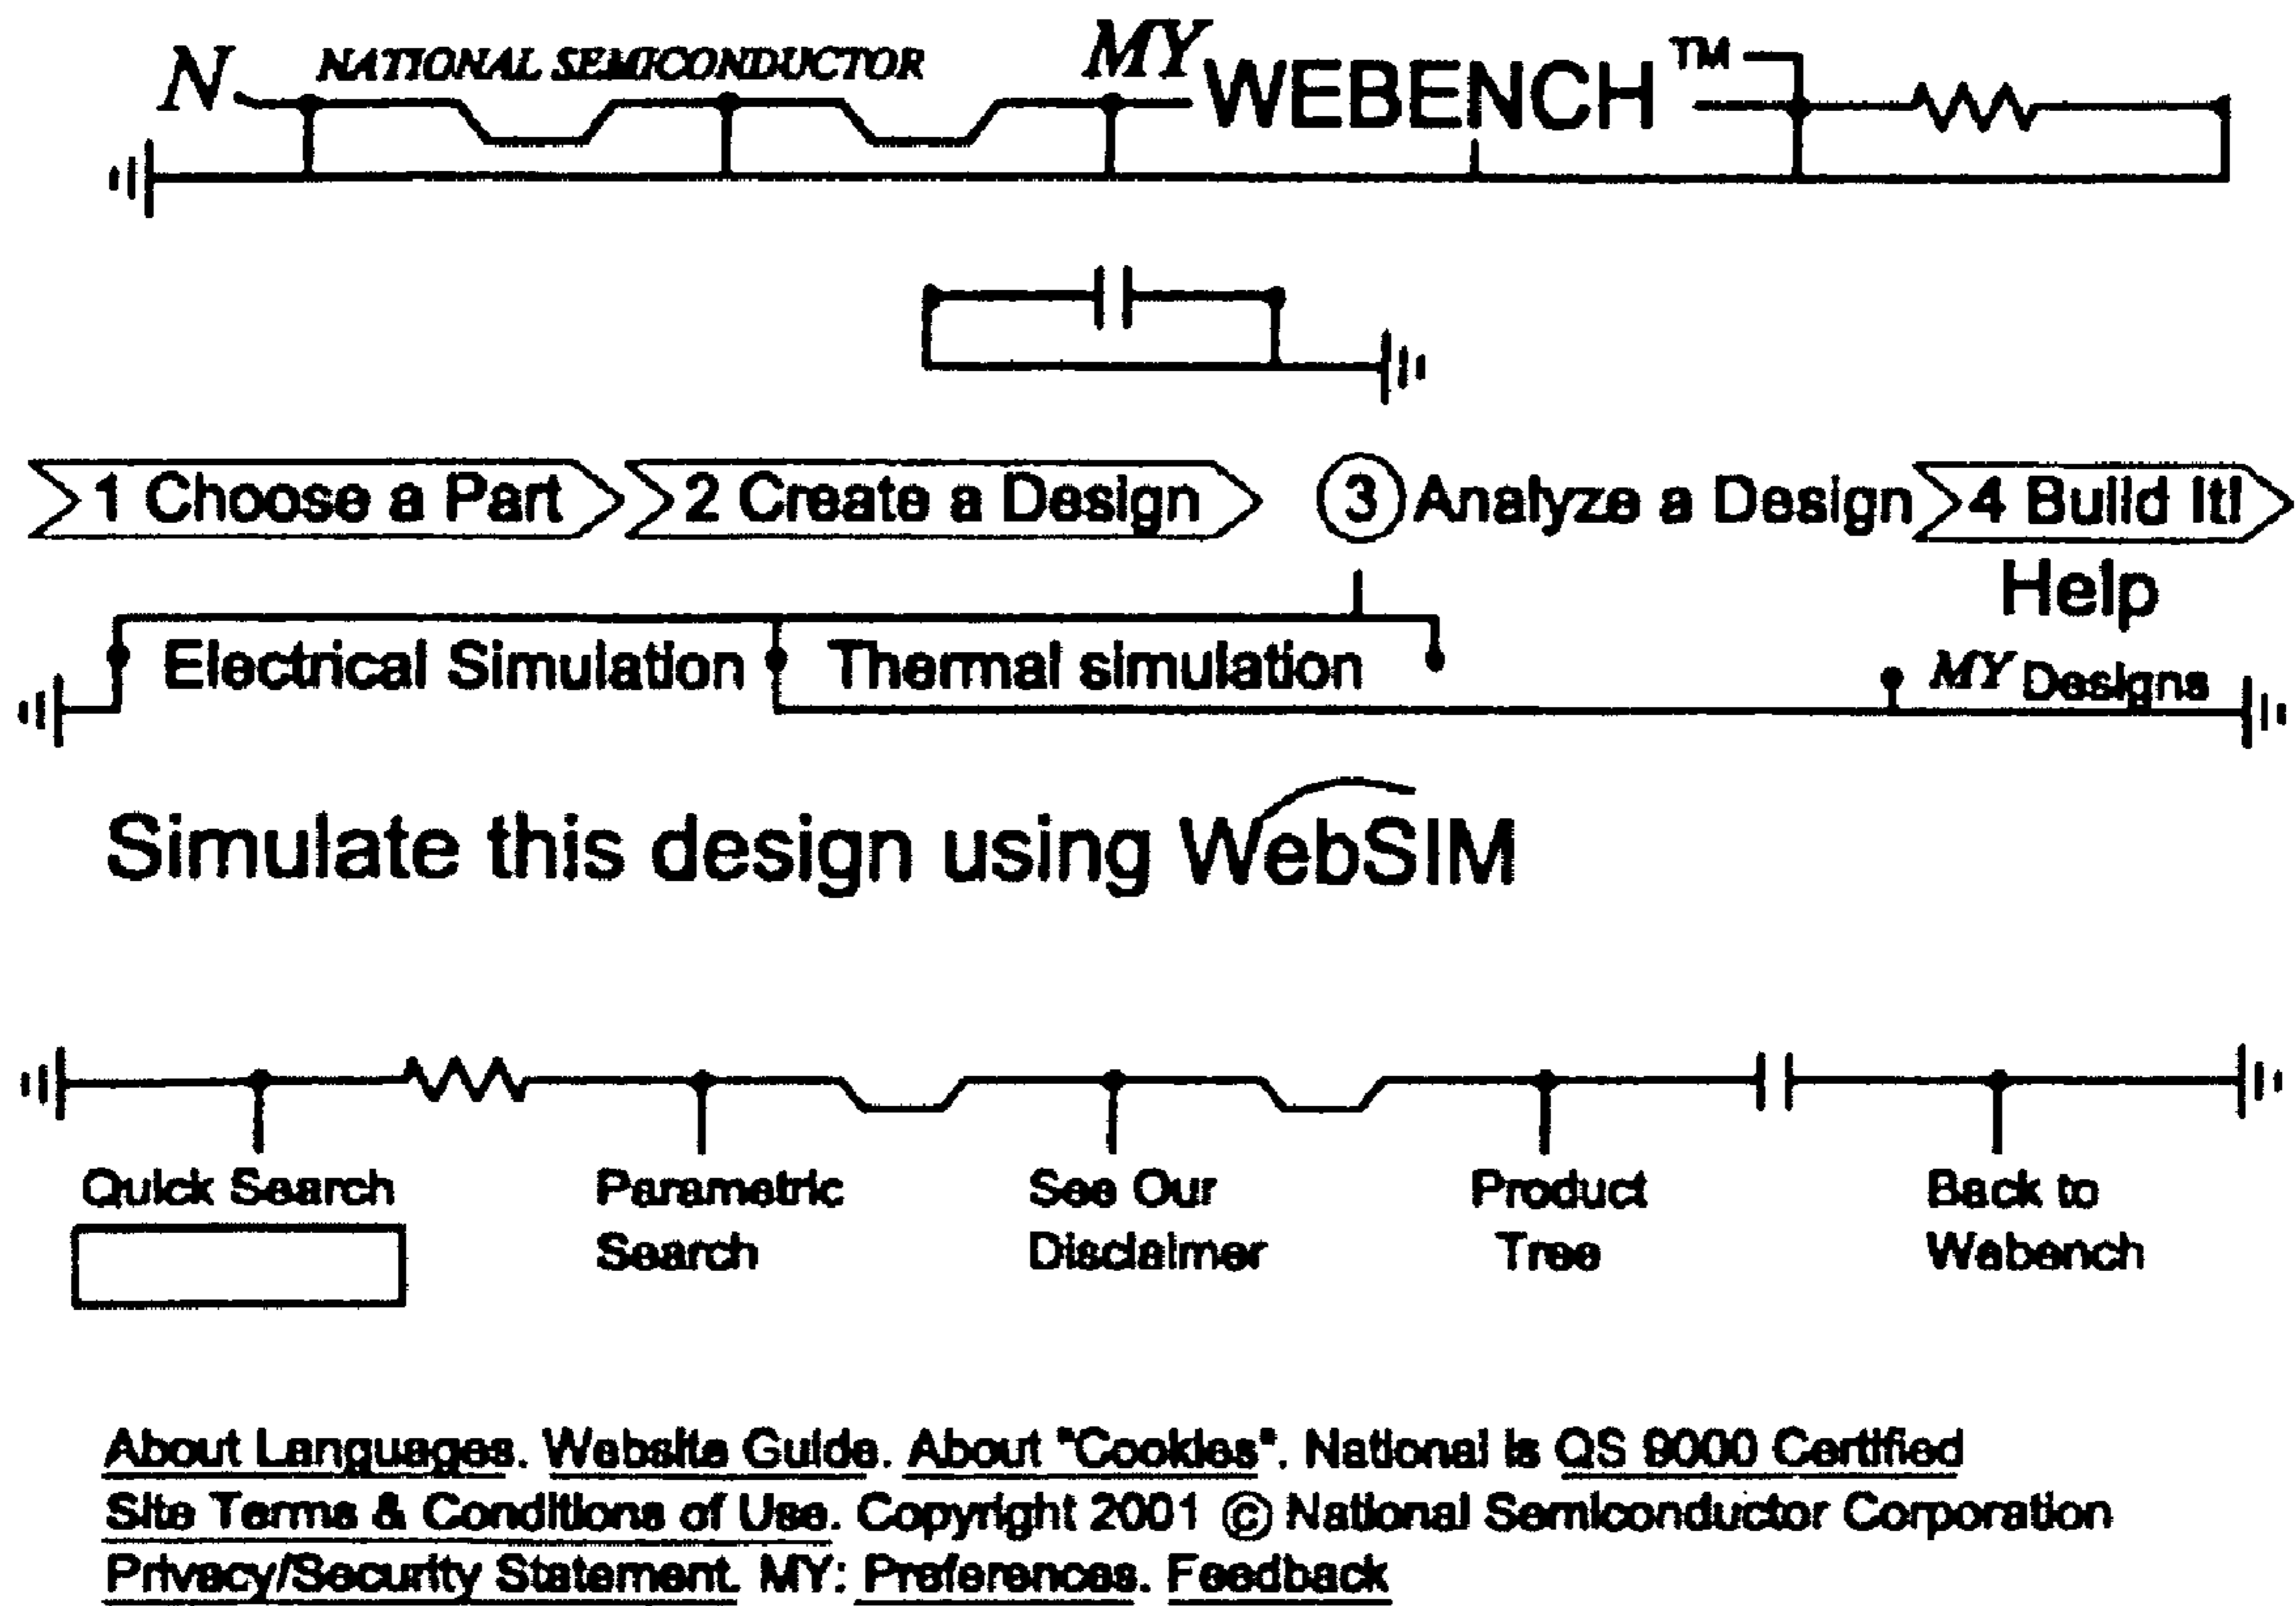 N NATIONAL SEMICONDUCTOR MY WEBENCH™
1 Choose a Part 2 Create a Design 3 Analyze a Design 4 Build It!
Help
Electrical Simulation Thermal simulation MY Designs
Simulate this design using WebSIM
Quick Search Parametric See Our Product Back to
Search Disclaimer Tree Webench
About Languages. Website Guide. About "Cookies". National is QS 9000 Certified
Site Terms & Conditions of Use. Copyright 2001 © National Semiconductor Corporation
Privacy/Security Statement. MY: Preferences. Feedback